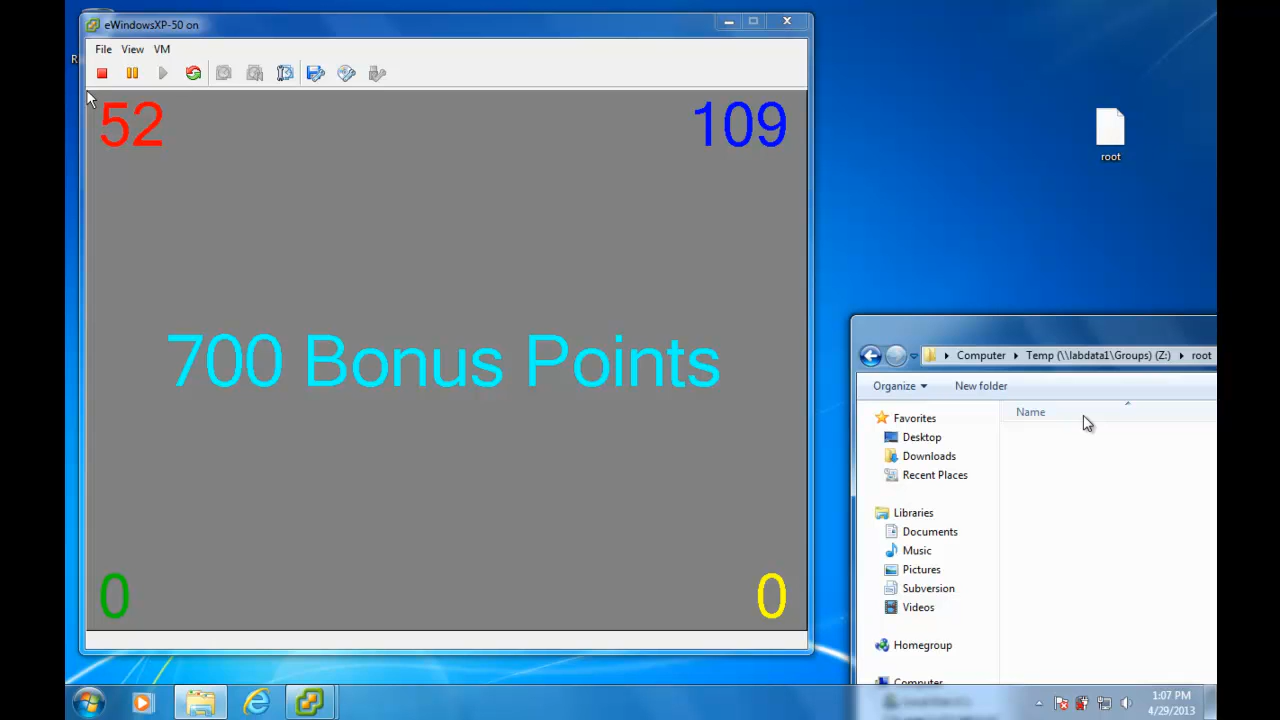 eWindowsXP-50 on
File View VM
52
109
700 Bonus Points
0
0
root
Computer Temp (\\labdata1\Groups) (Z:) root
Organize New folder
Favorites
Desktop
Downloads
Recent Places
Libraries
Documents
Music
Pictures
Subversion
Videos
Homegroup
Computer
Name
1:07 PM
4/29/2013